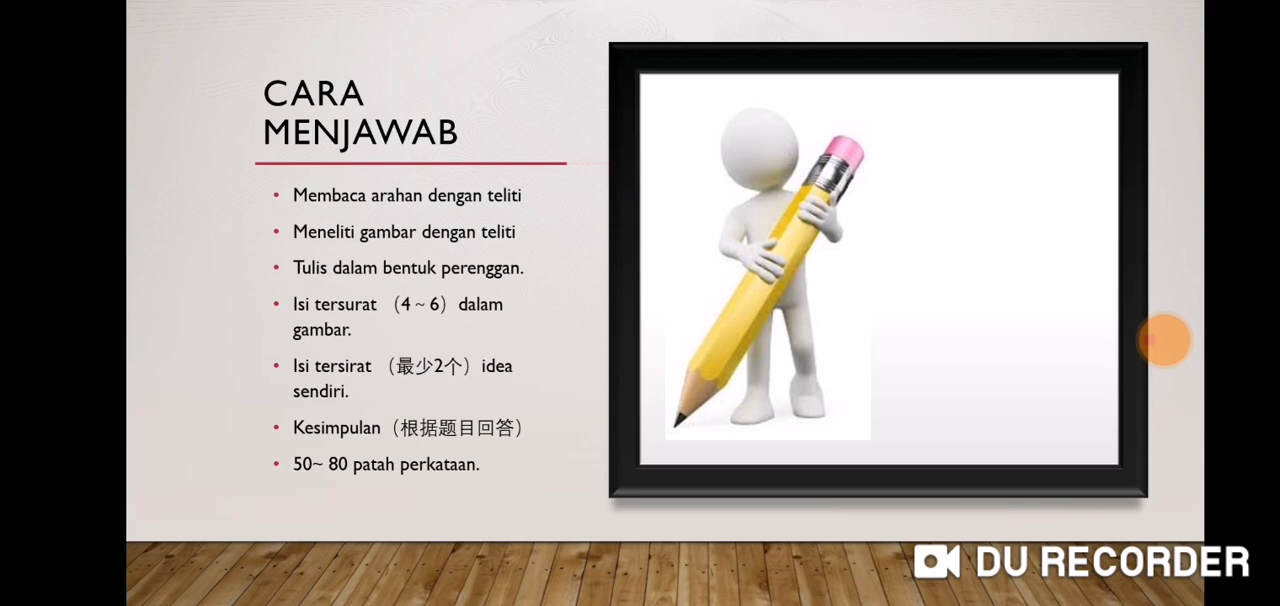 CARA
MENJAWAB
• Membaca arahan dengan teliti
• Meneliti gambar dengan teliti
• Tulis dalam bentuk perenggan.
• Isi tersurat （4 ~ 6）dalam
gambar.
• Isi tersirat （最少2个）idea
sendiri.
• Kesimpulan（根据题目回答）
• 50~ 80 patah perkataan.
DU RECORDER